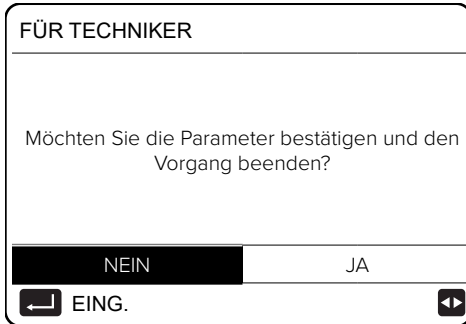 FÜR TECHNIKER
Möchten Sie die Parameter bestätigen und den
Vorgang beenden?
NEIN JA
EING.